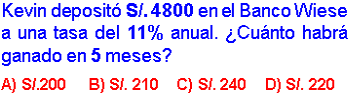 Kevin depositó S/. 4800 en el Banco Wiese
a una tasa del 11% anual. ¿Cuánto habrá
ganado en 5 meses?
A) S/.200 B) S/. 210 C) S/. 240 D) S/. 220